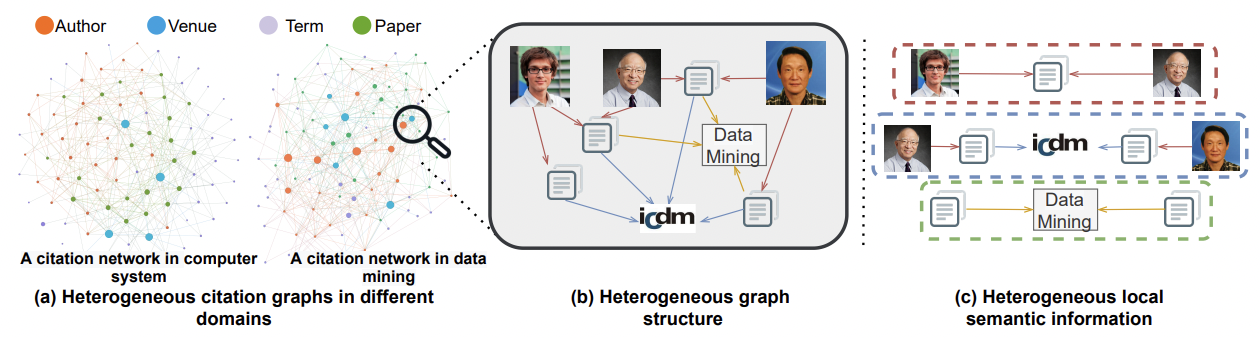 Author
Venue
Term
Paper
A citation network in computer
system
A citation network in data
mining
(a) Heterogeneous citation graphs in different
domains
Data
Mining
icdm
(b) Heterogeneous graph
structure
icdm
Data
Mining
(c) Heterogeneous local
semantic information